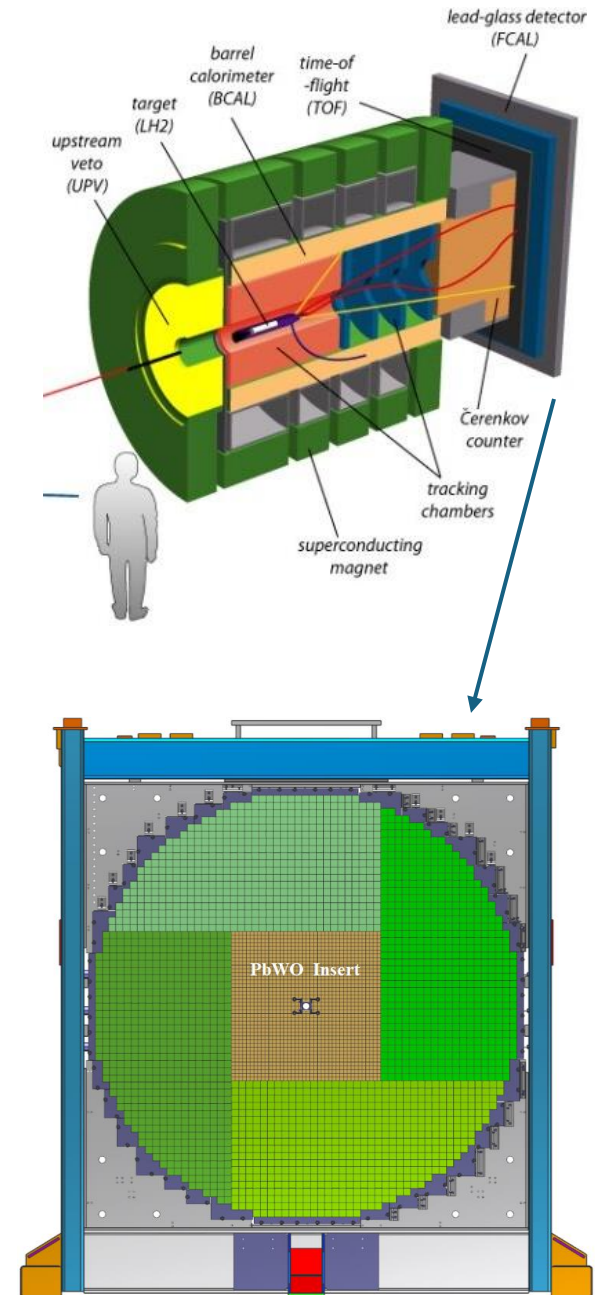 lead-glass detector
(FCAL)
barrel
calorimeter
(BCAL)
time-of
-flight
(TOF)
target
(LH2)
upstream
veto
(UPV)
Čerenkov
counter
tracking
chambers
superconducting
magnet
PbWO Insert